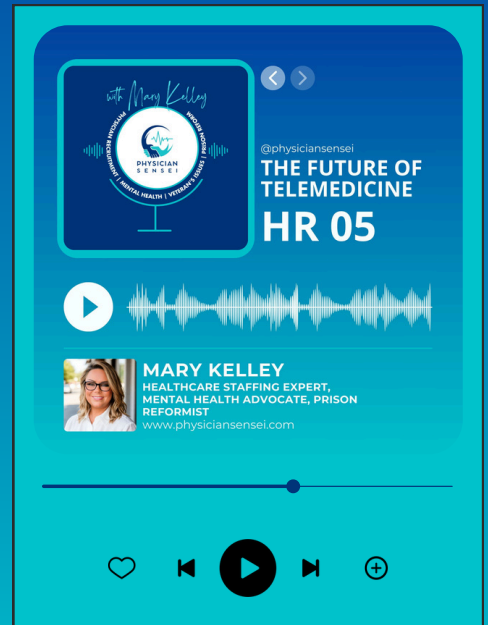 with Mary Kelley
PHYSICIAN RECRUITMENT | MENTAL HEALTH | VETERAN'S ISSUES | PRISON REFORM
PHYSICIAN
SENSEI
@physiciansensei
THE FUTURE OF
TELEMEDICINE
HR 05
MARY KELLEY
HEALTHCARE STAFFING EXPERT,
MENTAL HEALTH ADVOCATE, PRISON
REFORMIST
www.physiciansensei.com